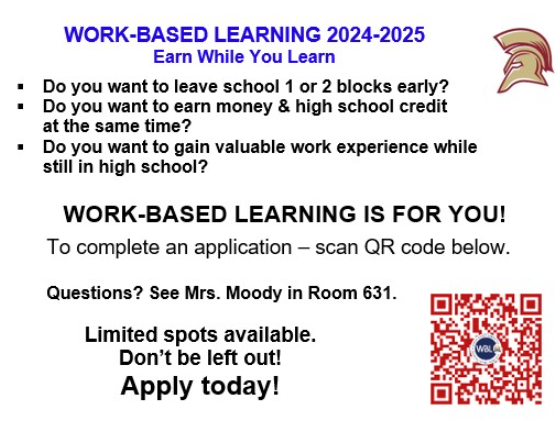 WORK-BASED LEARNING 2024-2025
Earn While You Learn
▪ Do you want to leave school 1 or 2 blocks early?
▪ Do you want to earn money & high school credit
at the same time?
▪ Do you want to gain valuable work experience while
still in high school?
WORK-BASED LEARNING IS FOR YOU!
To complete an application – scan QR code below.
Questions? See Mrs. Moody in Room 631.
Limited spots available.
Don't be left out!
Apply today!
WBL